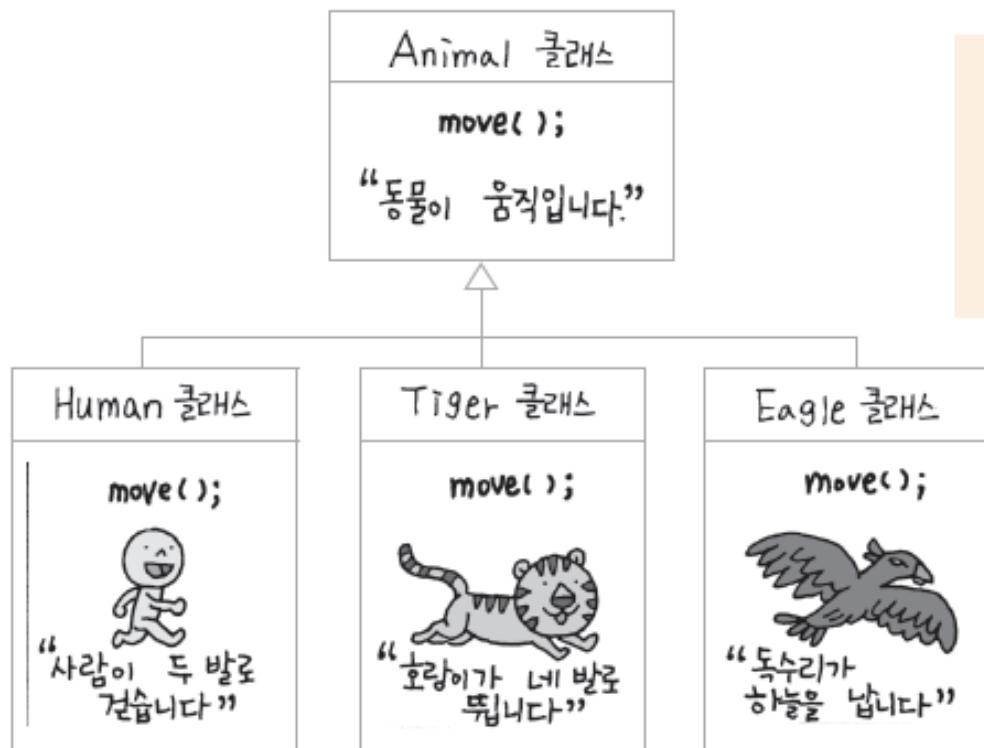 Animal 클래스
move();
“동물이 움직입니다.”
Human 클래스
move();
“사람이 두 발로
걷습니다”
Tiger 클래스
move();
“호랑이가 네 발로
뜁니다”
Eagle 클래스
move();
“독수리가
하늘을 납니다”